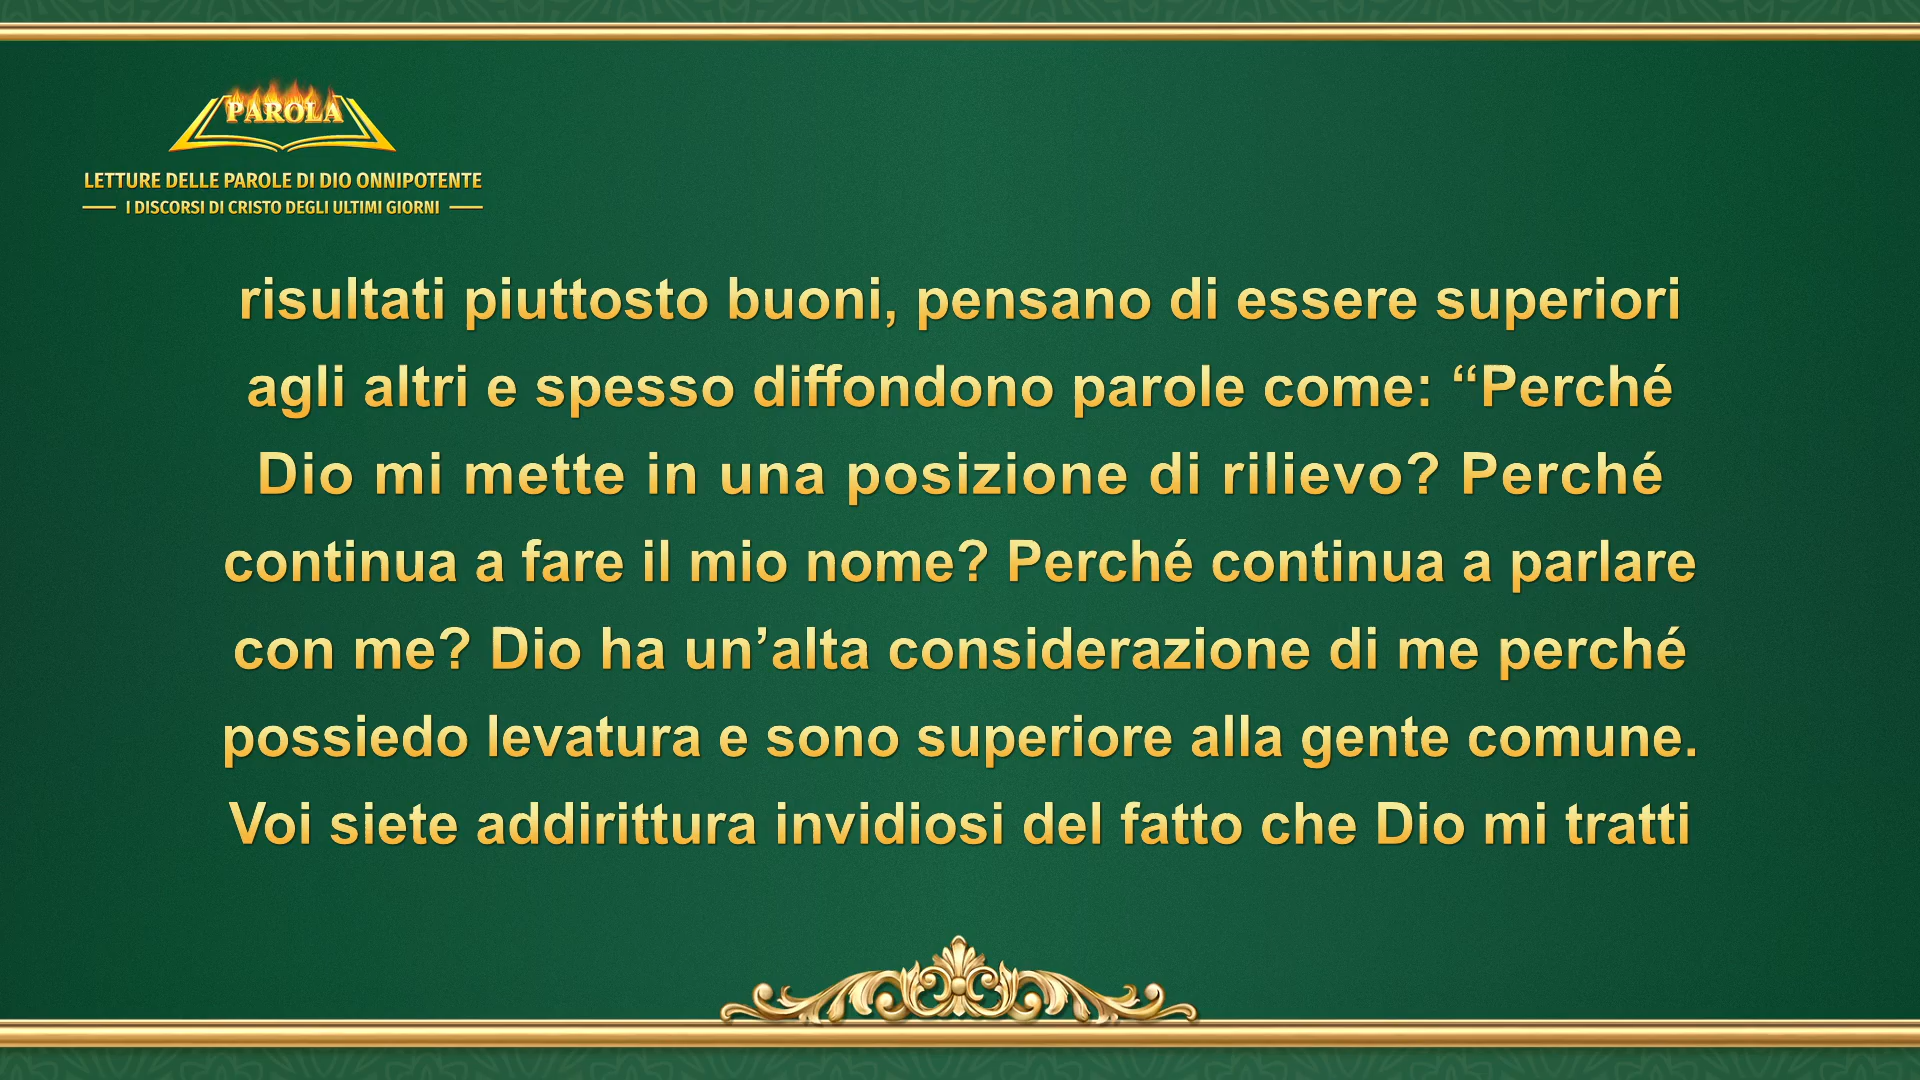 PAROLA
LETTURE DELLE PAROLE DI DIO ONNIPOTENTE
I DISCORSI DI CRISTO DEGLI ULTIMI GIORNI
risultati piuttosto buoni, pensano di essere superiori
agli altri e spesso diffondono parole come: “Perché
Dio mi mette in una posizione di rilievo? Perché
continua a fare il mio nome? Perché continua a parlare
con me? Dio ha un’alta considerazione di me perché
possiedo levatura e sono superiore alla gente comune.
Voi siete addirittura invidiosi del fatto che Dio mi tratti